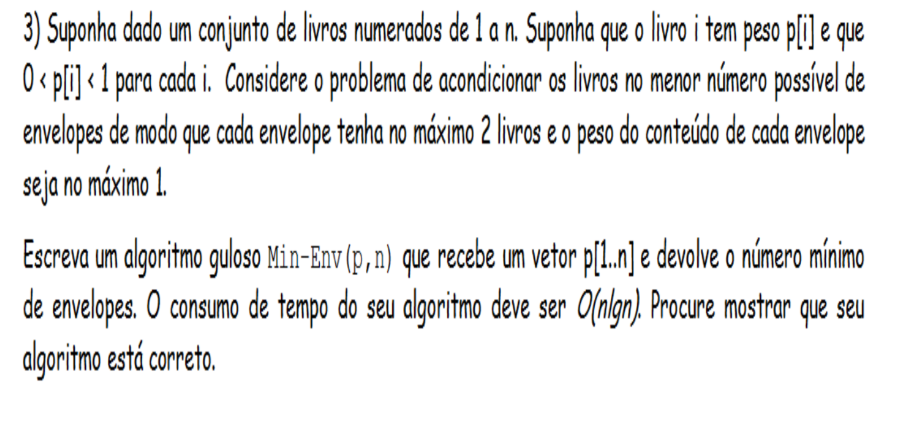 3) Suponha dado um conjunto de livros numerados de 1 a n. Suponha que o livro i tem peso p[i] e que
0 < p[i] < 1 para cada i. Considere o problema de acondicionar os livros no menor número possível de
envelopes de modo que cada envelope tenha no máximo 2 livros e o peso do conteúdo de cada envelope
seja no máximo 1.
Escreva um algoritmo guloso Min-Env(p,n) que recebe um vetor p[1..n] e devolve o número mínimo
de envelopes. O consumo de tempo do seu algoritmo deve ser O(nlgn). Procure mostrar que seu
algoritmo está correto.